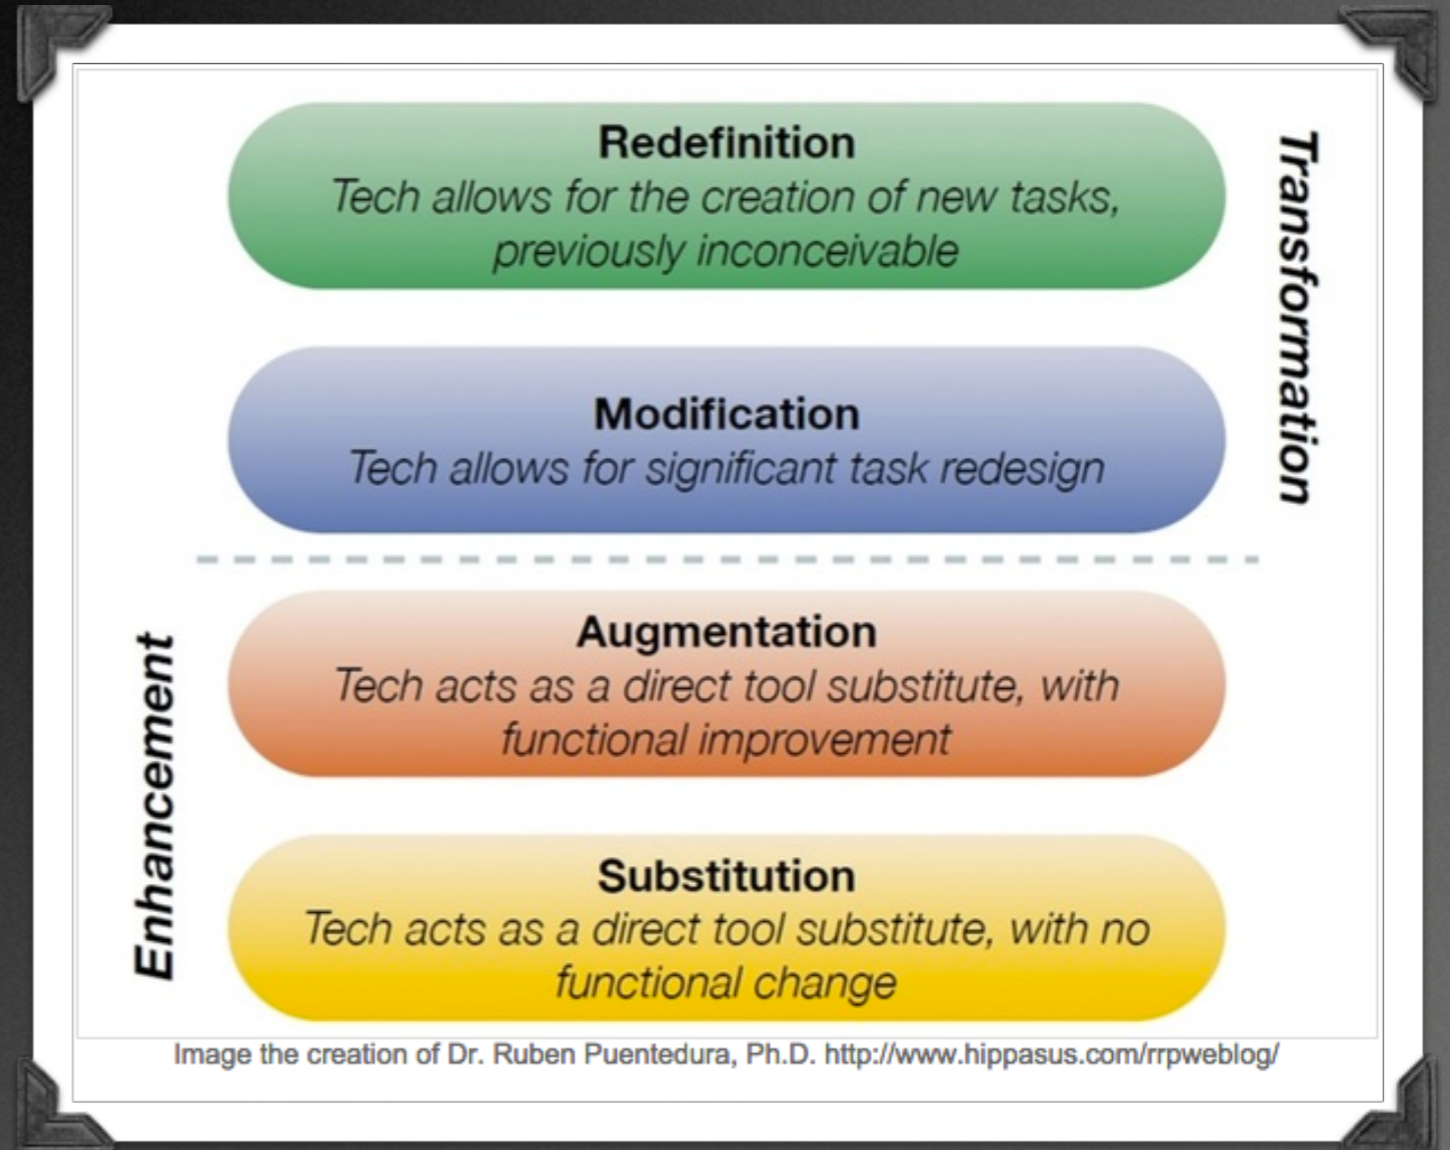 Redefinition
Tech allows for the creation of new tasks,
previously inconceivable
Transformation
Modification
Tech allows for significant task redesign
Augmentation
Tech acts as a direct tool substitute, with
functional improvement
Enhancement
Substitution
Tech acts as a direct tool substitute, with no
functional change
Image the creation of Dr. Ruben Puentedura, Ph.D. http://www.hippasus.com/rrpweblog/